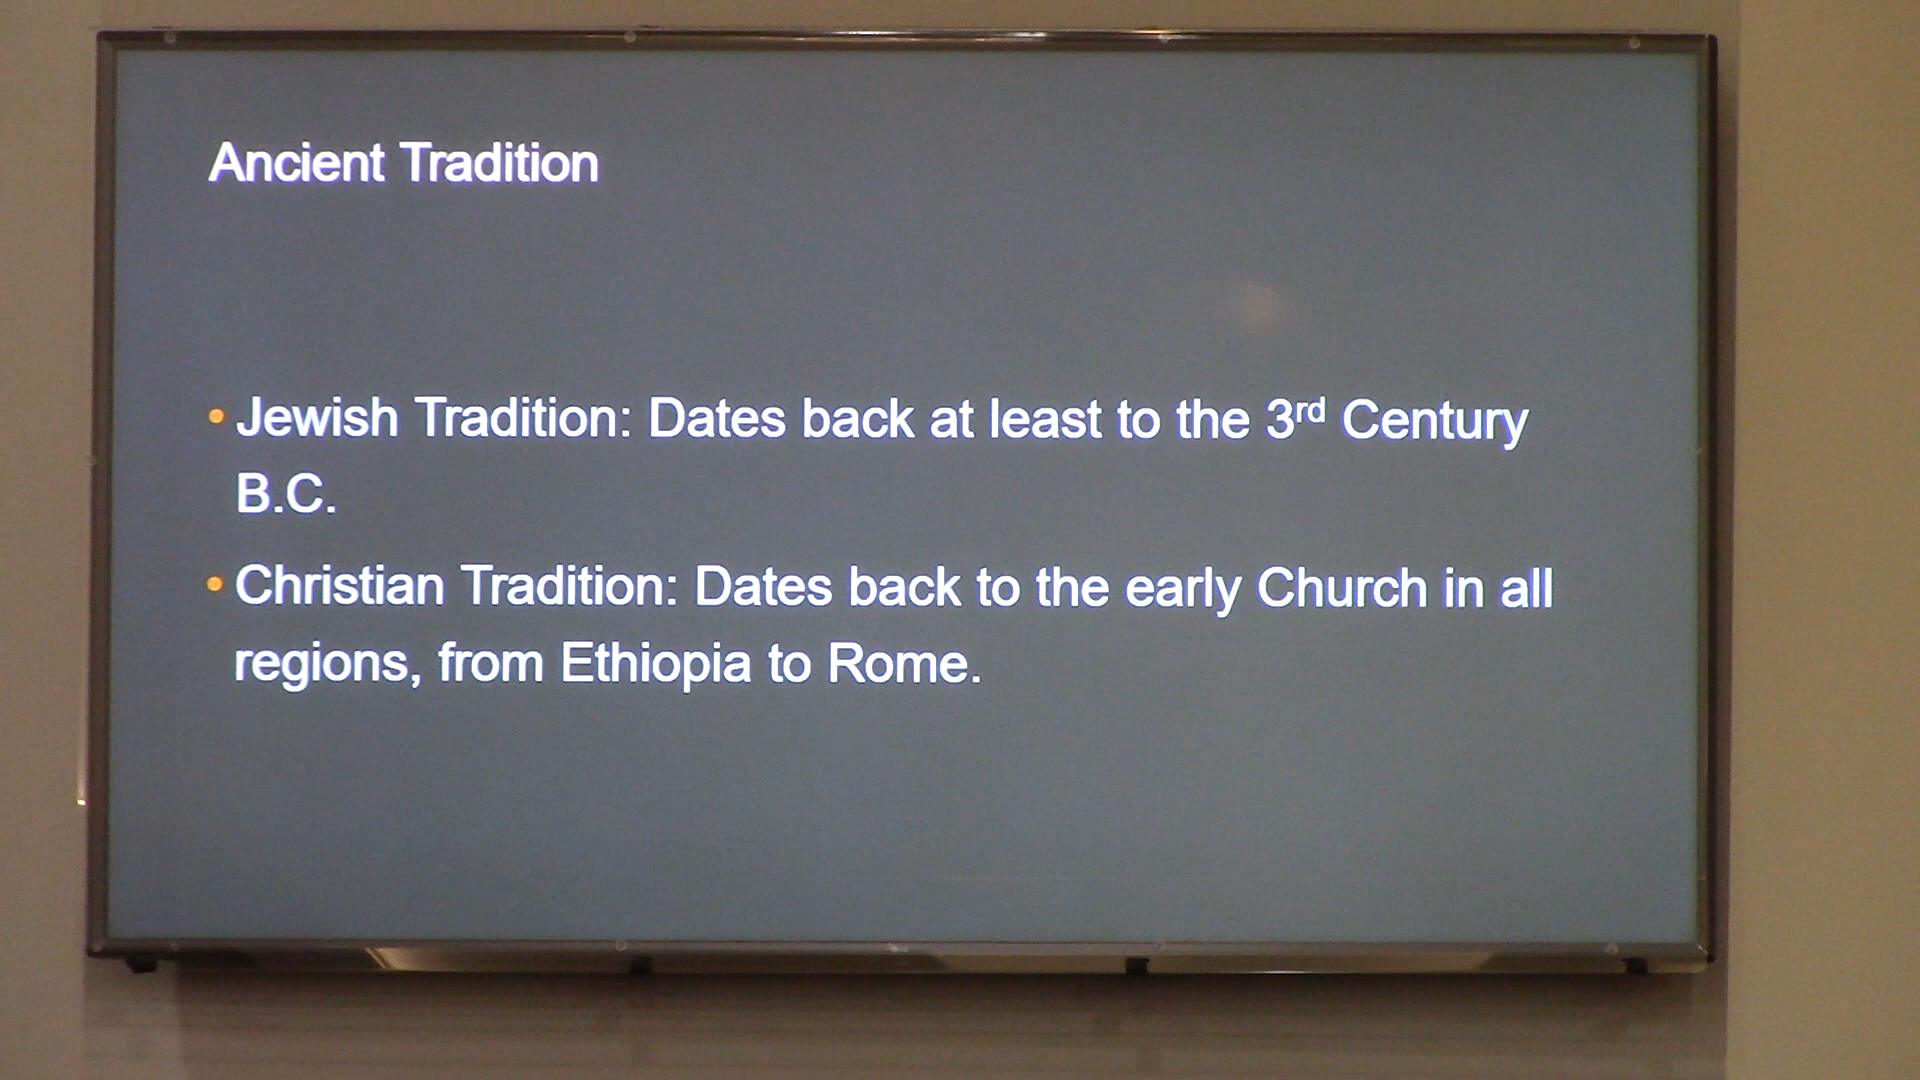 Ancient Tradition
• Jewish Tradition: Dates back at least to the 3rd Century
B.C.
• Christian Tradition: Dates back to the early Church in all
regions, from Ethiopia to Rome.